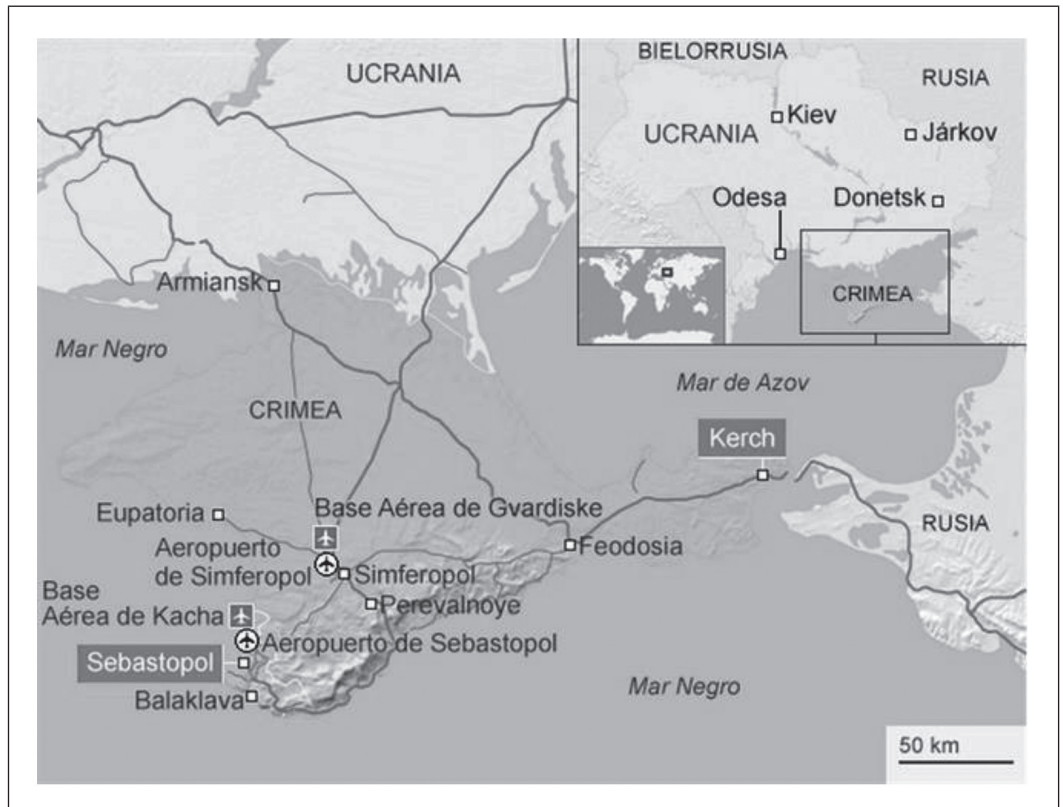 UCRANIA
BIELORRUSIA
RUSIA
Kiev
UCRANIA
Járkov
Odesa
Donetsk
CRIMEA
Armiansk
Mar Negro
Mar de Azov
CRIMEA
Kerch
Eupatoria
Base Aérea de Gvardiske
RUSIA
Aeropuerto
de Simferopol
Feodosia
Simferopol
Base
Aérea de Kacha
Perevalnoye
Aeropuerto de Sebastopol
Sebastopol
Balaklava
Mar Negro
50 km